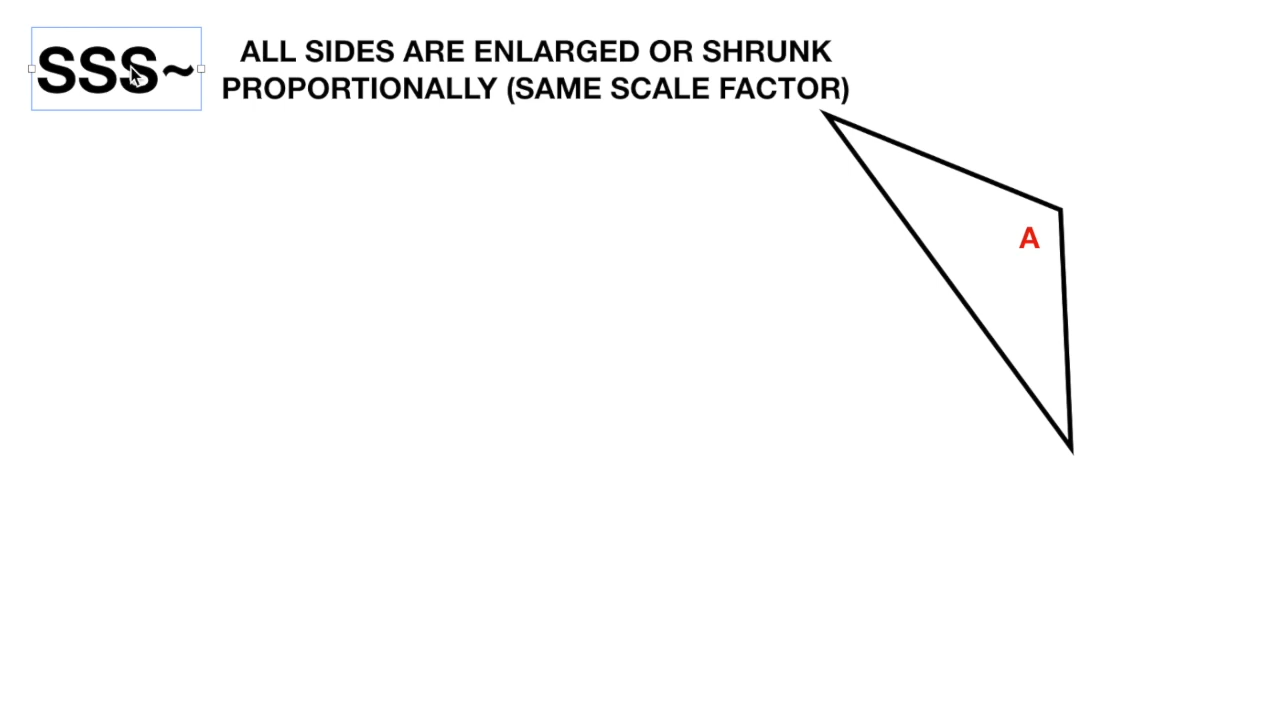 SSS~
ALL SIDES ARE ENLARGED OR SHRUNK
PROPORTIONALLY (SAME SCALE FACTOR)
A